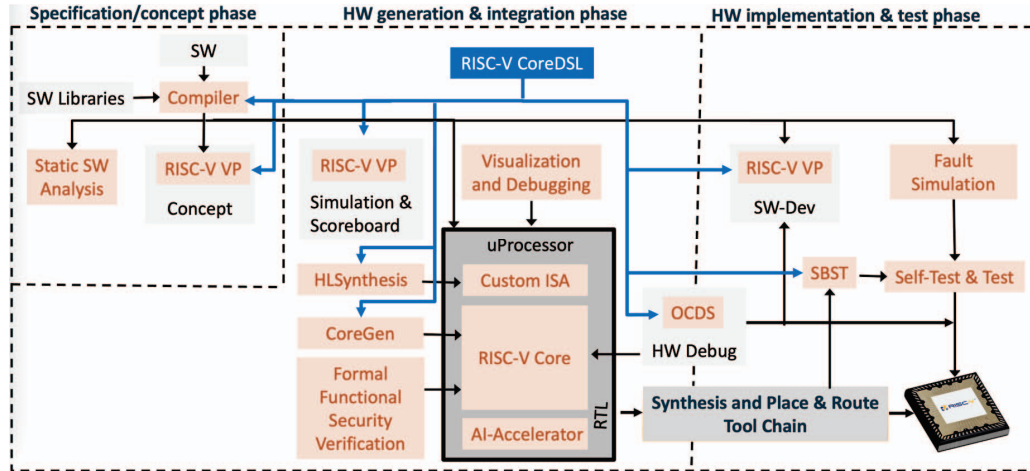 Specification/concept phase
HW generation & integration phase
HW implementation & test phase
SW
RISC-V CoreDSL
SW Libraries
Compiler
Static SW
Analysis
RISC-V VP
Concept
RISC-V VP
Simulation &
Scoreboard
Visualization
and Debugging
RISC-V VP
SW-Dev
Fault
Simulation
uProcessor
HLSynthesis
Custom ISA
SBST
Self-Test & Test
CoreGen
RISC-V Core
OCDS
HW Debug
Formal
Functional
Security
Verification
AI-Accelerator
RTL
Synthesis and Place & Route
Tool Chain
RISC-V